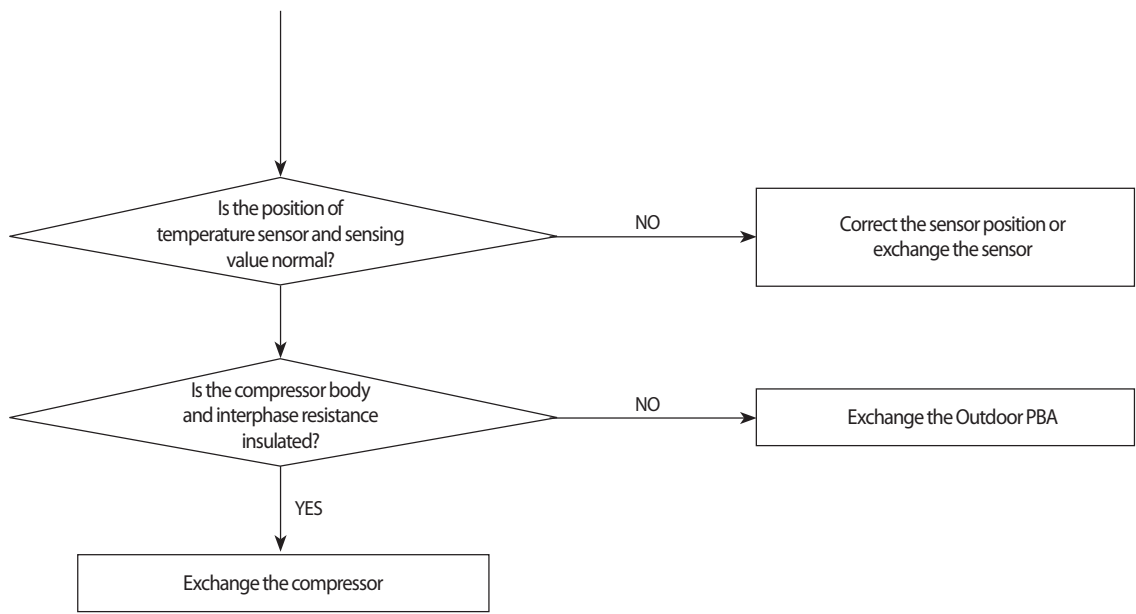 Is the position of
temperature sensor and sensing
value normal?
NO
Correct the sensor position or
exchange the sensor
Is the compressor body
and interphase resistance
insulated?
NO
Exchange the Outdoor PBA
YES
Exchange the compressor